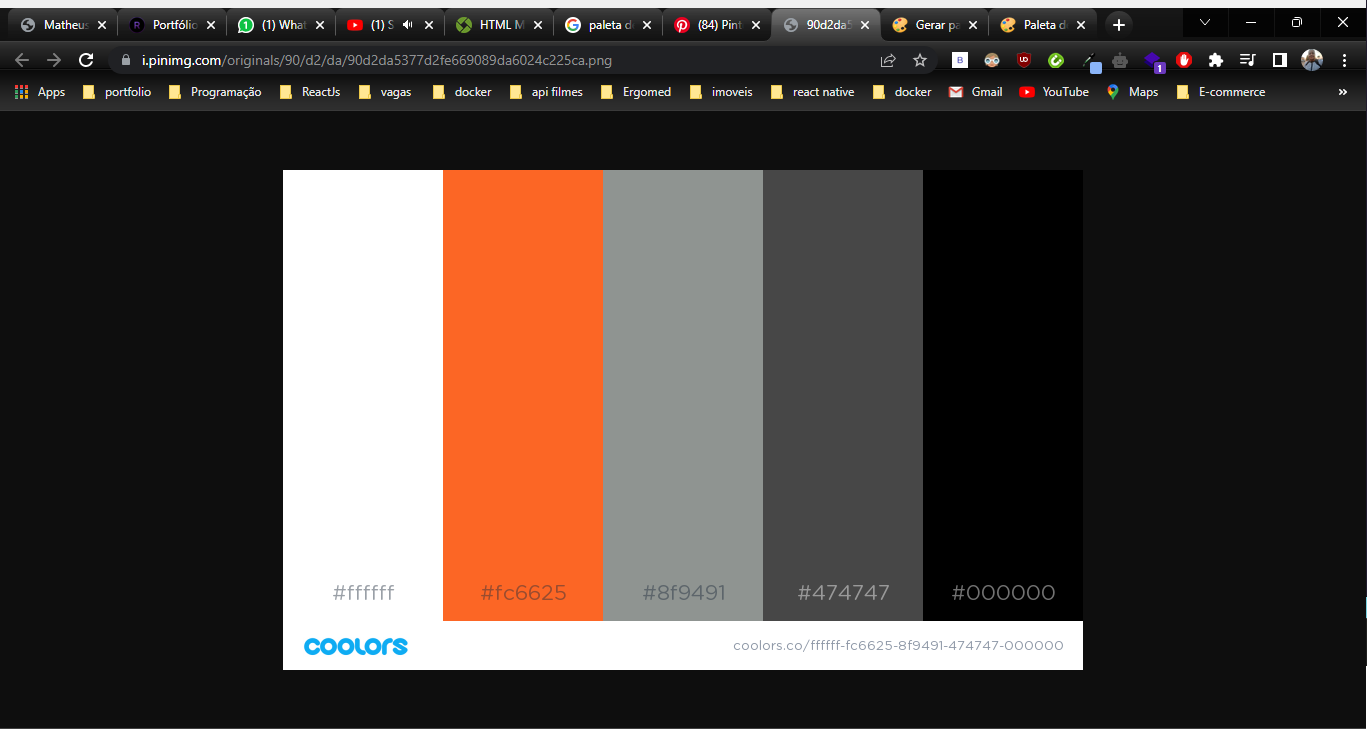 Matheus Portfólio (1) What (1) S HTML M paleta de (84) Pint 90d2da5 Gerar pa Paleta de
i.pinimg.com/originals/90/d2/da/90d2da5377d2fe669089da6024c225ca.png
Apps portfolio Programação ReactJs vagas docker api filmes Ergomed imoveis react native docker Gmail YouTube Maps E-commerce »
#ffffff #fc6625 #8f9491 #474747 #000000
coolors coolors.co/ffffff-fc6625-8f9491-474747-000000